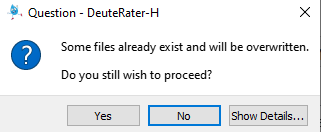 Question - DeuteRater-H
Some files already exist and will be overwritten.
Do you still wish to proceed?
Yes
No
Show Details...